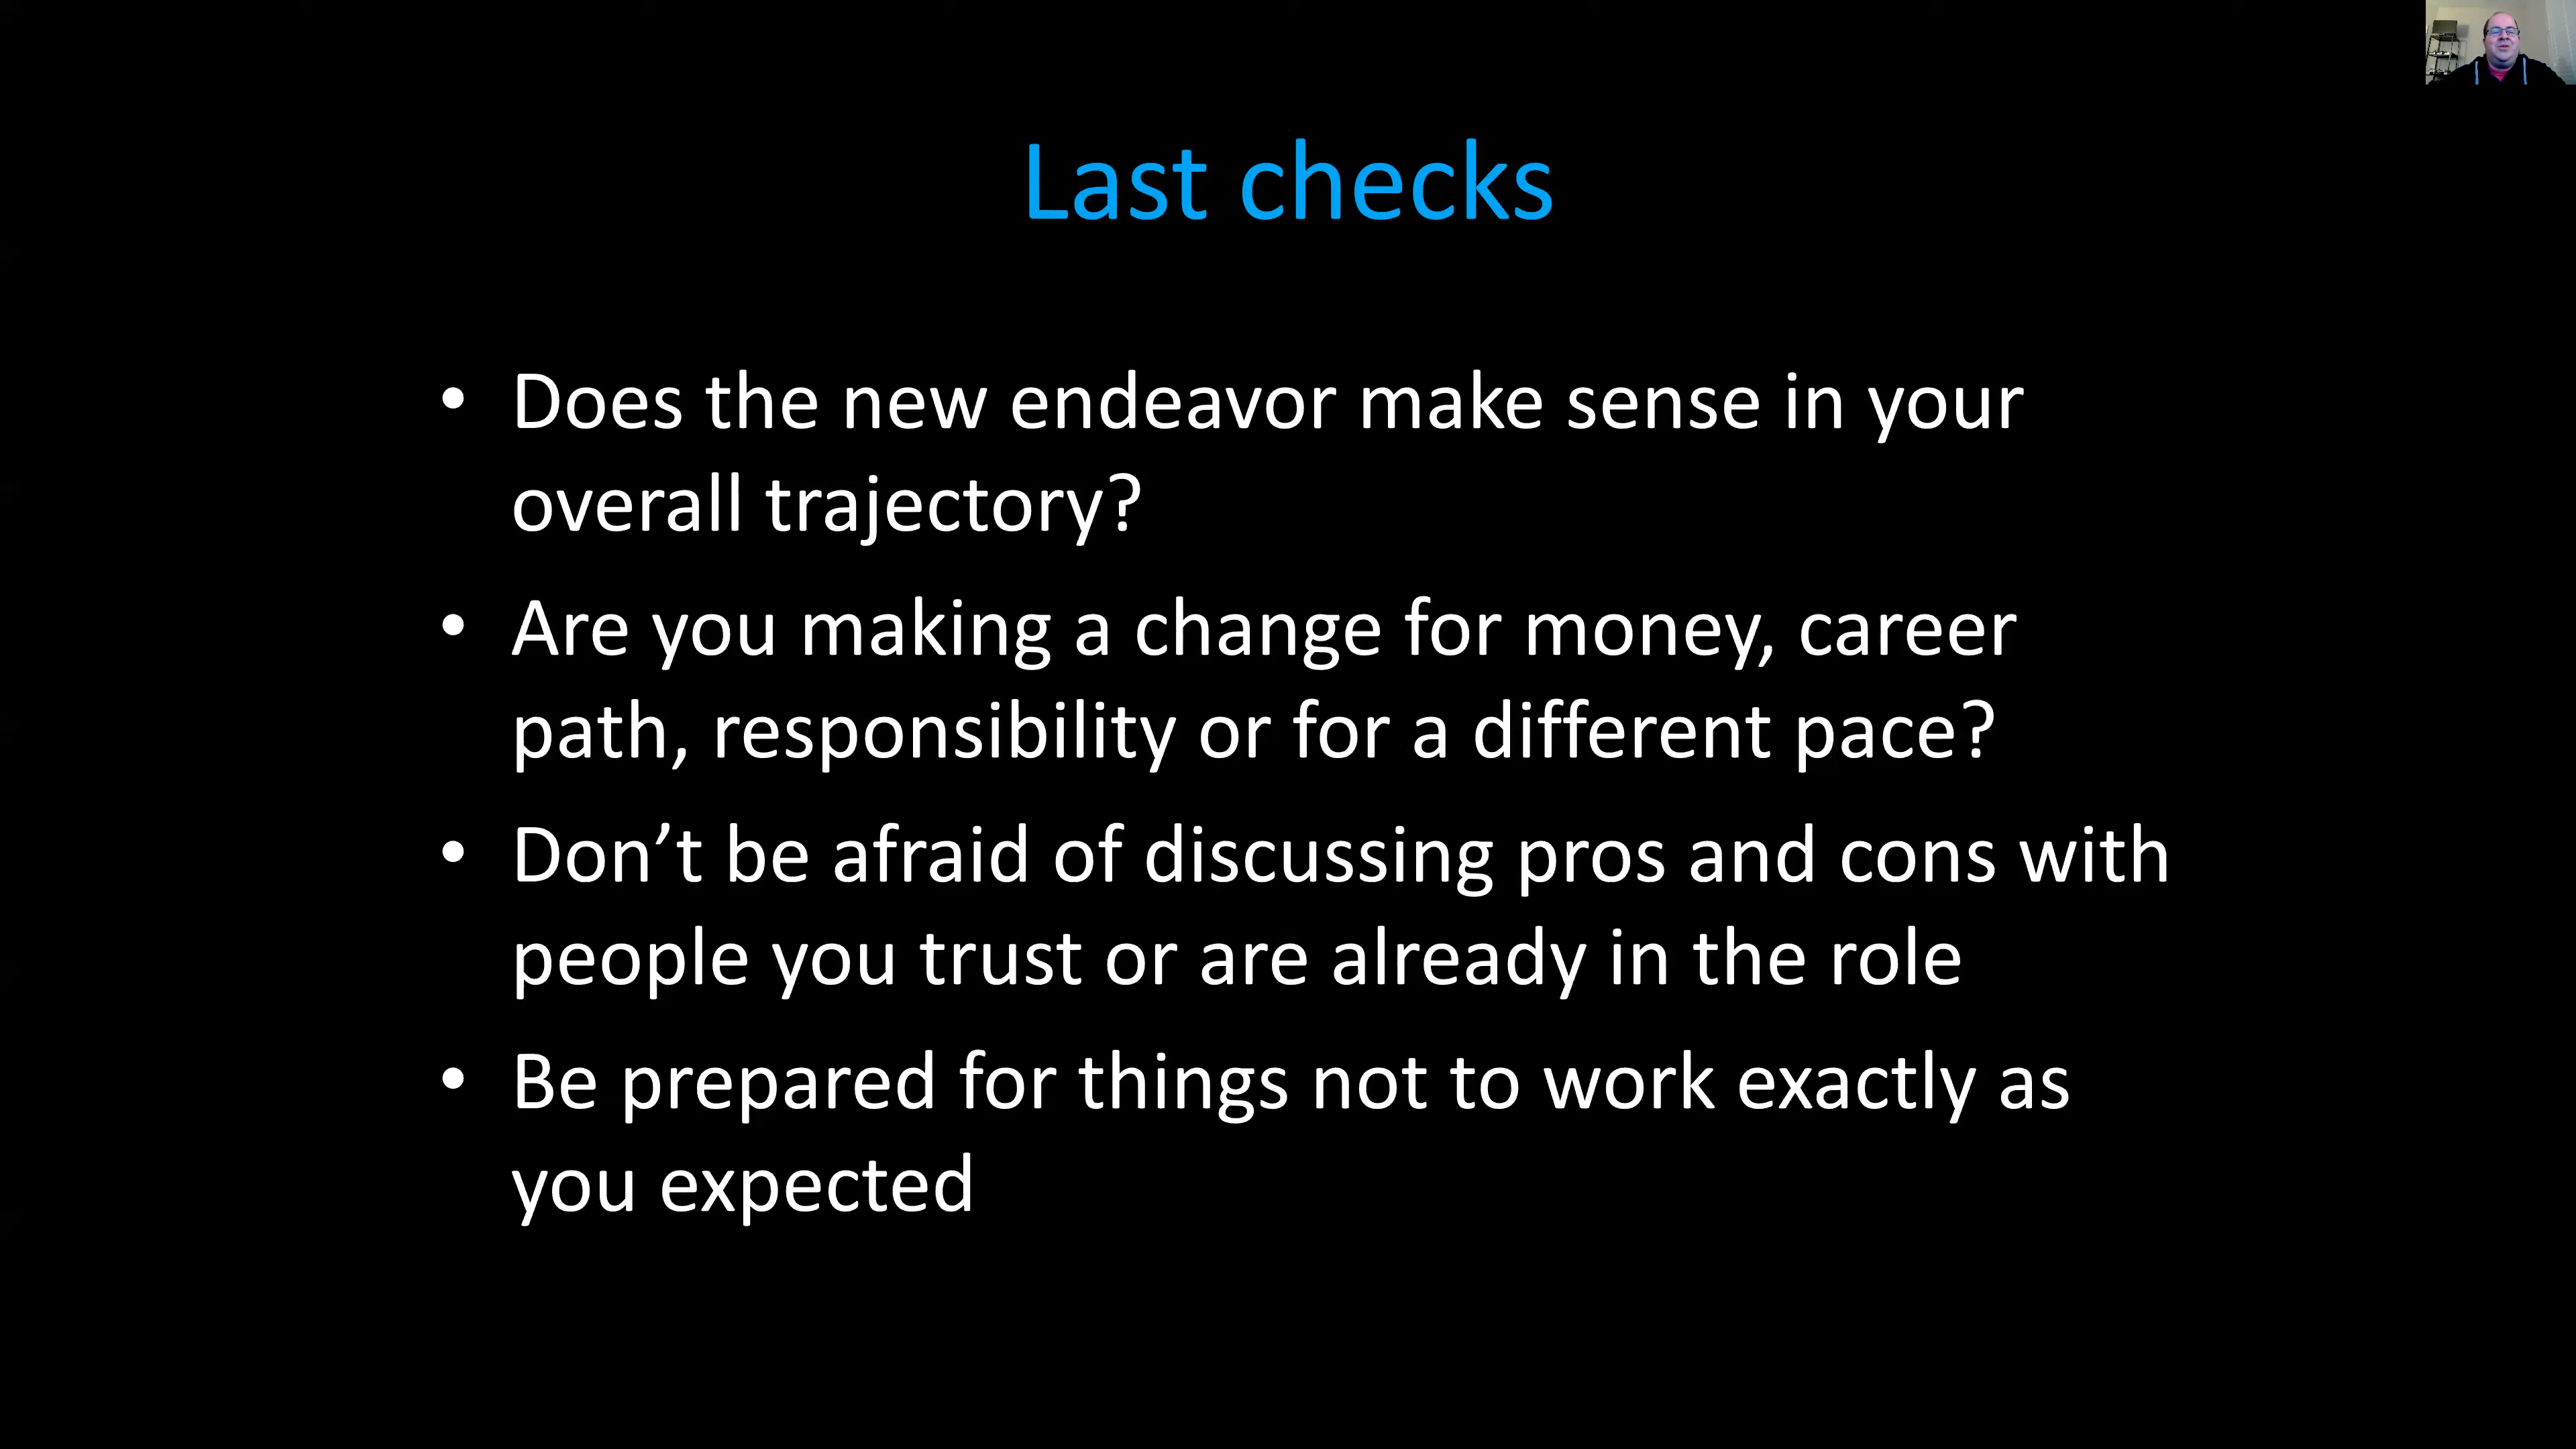 Last checks
• Does the new endeavor make sense in your
overall trajectory?
• Are you making a change for money, career
path, responsibility or for a different pace?
• Don’t be afraid of discussing pros and cons with
people you trust or are already in the role
• Be prepared for things not to work exactly as
you expected